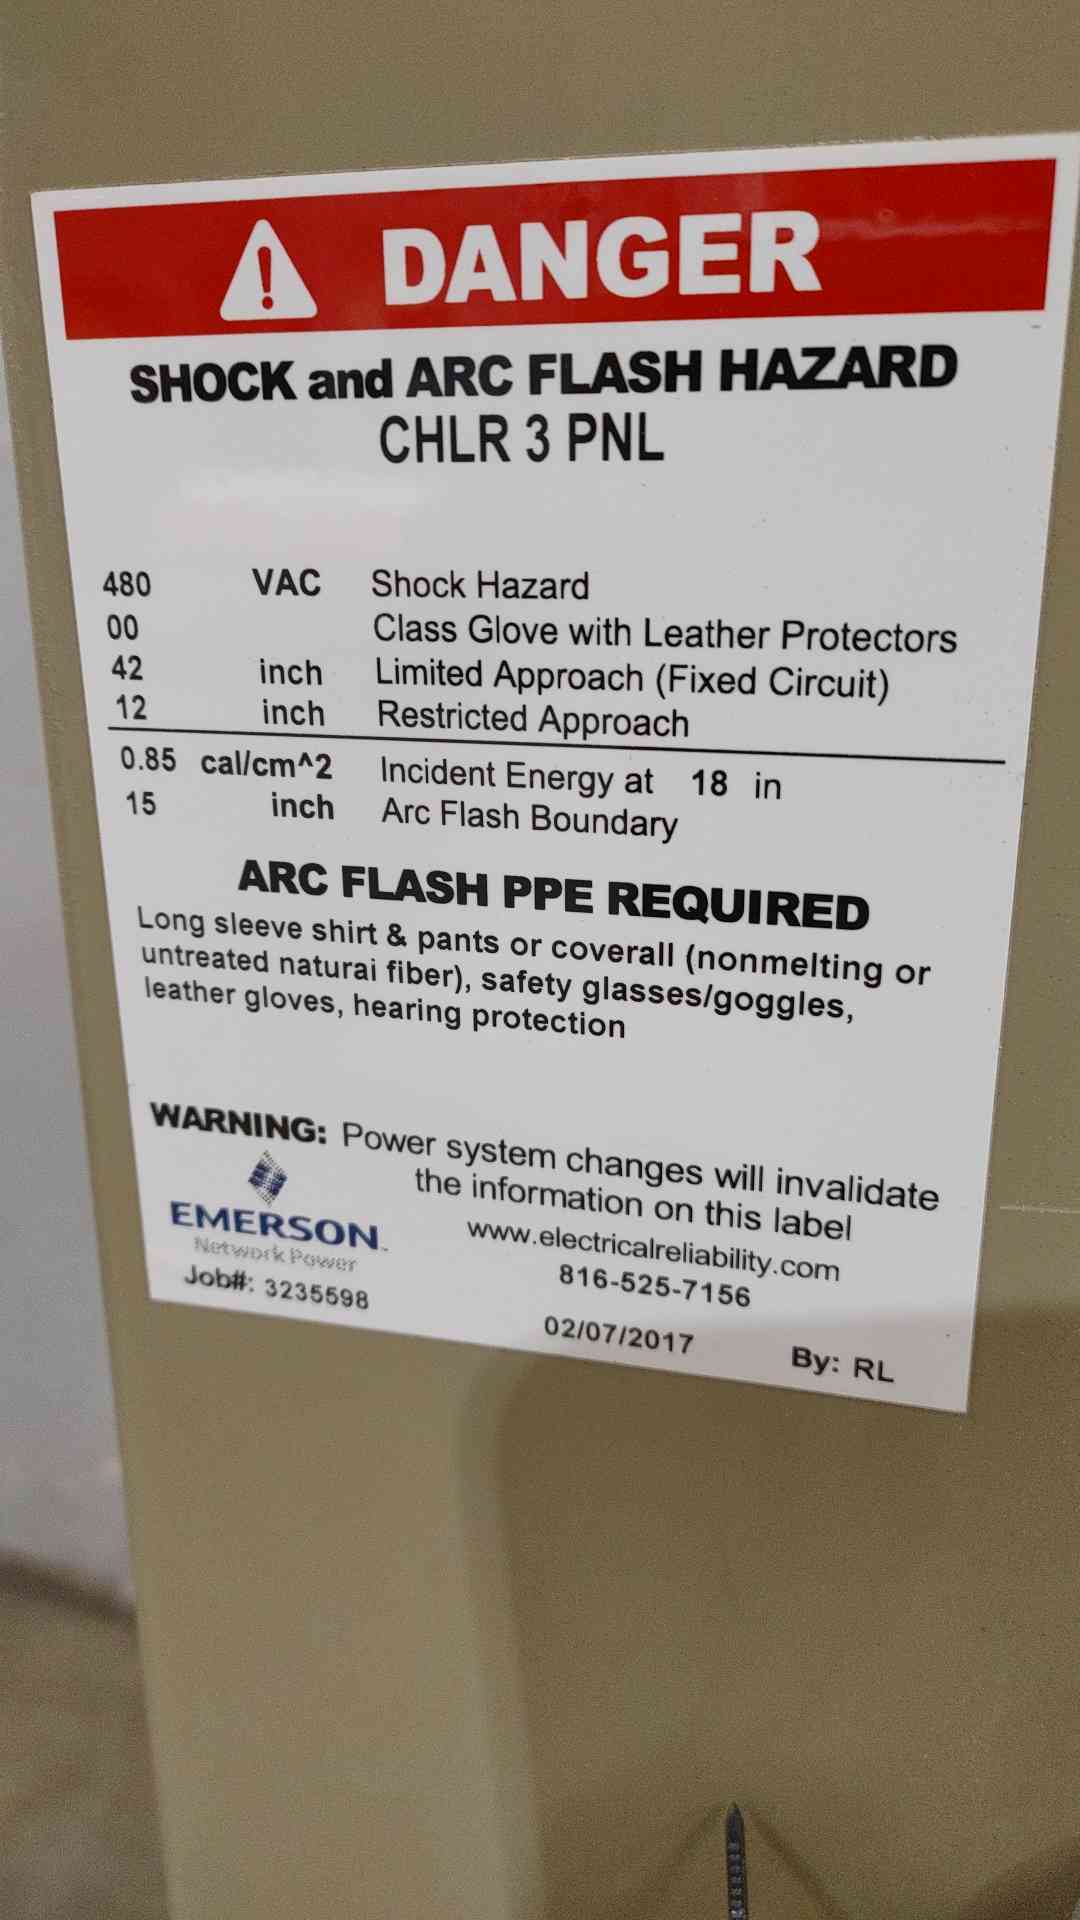 DANGER
SHOCK and ARC FLASH HAZARD
CHLR 3 PNL
480 VAC Shock Hazard
00 Class Glove with Leather Protectors
42 inch Limited Approach (Fixed Circuit)
12 inch Restricted Approach
0.85 cal/cm^2 Incident Energy at 18 in
15 inch Arc Flash Boundary
ARC FLASH PPE REQUIRED
Long sleeve shirt & pants or coverall (nonmelting or
untreated naturai fiber), safety glasses/goggles,
leather gloves, hearing protection
WARNING: Power system changes will invalidate
the information on this label
EMERSON
Network Power
Job#: 3235598
www.electricalreliability.com
816-525-7156
02/07/2017
By: RL